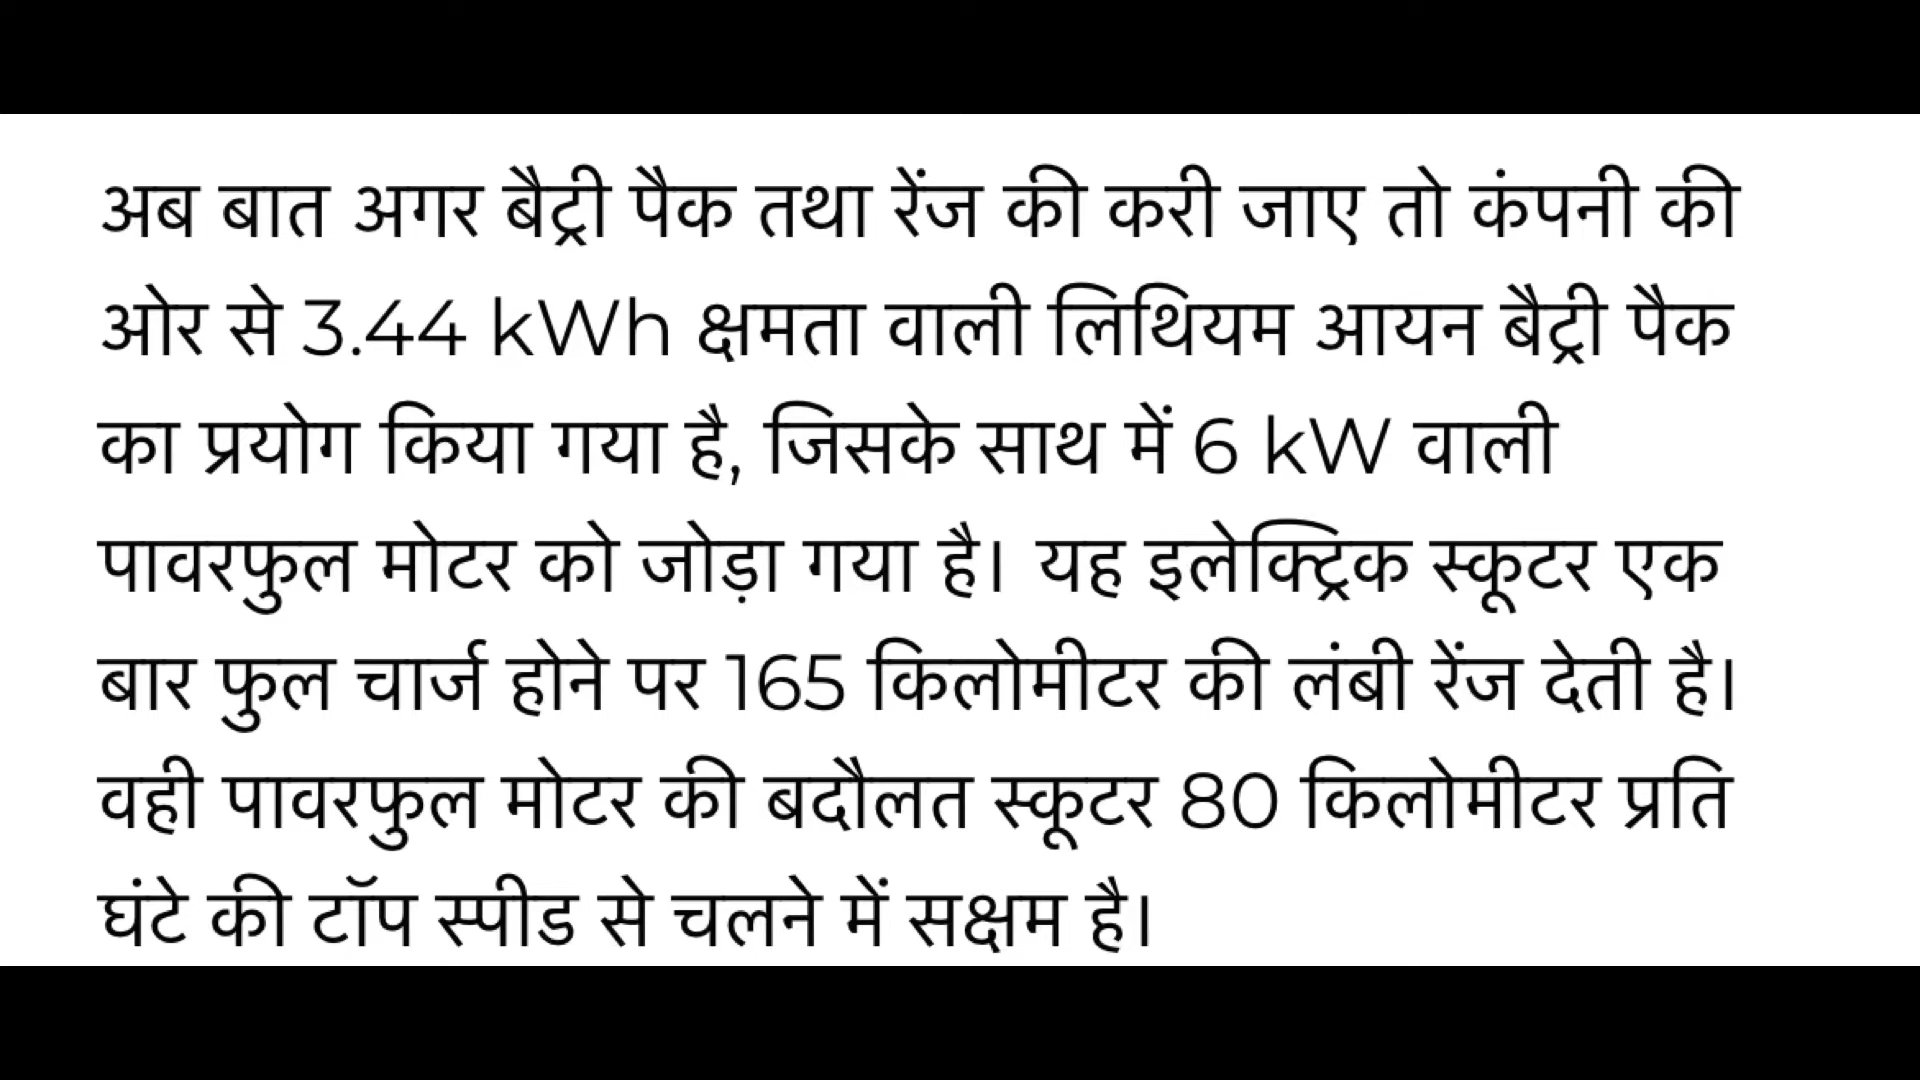 अब बात अगर बैट्री पैक तथा रेंज की करी जाए तो कंपनी की
ओर से 3.44 kWh क्षमता वाली लिथियम आयन बैट्री पैक
का प्रयोग किया गया है, जिसके साथ में 6 kW वाली
पावरफुल मोटर को जोड़ा गया है। यह इलेक्ट्रिक स्कूटर एक
बार फुल चार्ज होने पर 165 किलोमीटर की लंबी रेंज देती है।
वही पावरफुल मोटर की बदौलत स्कूटर 80 किलोमीटर प्रति
घंटे की टॉप स्पीड से चलने में सक्षम है।